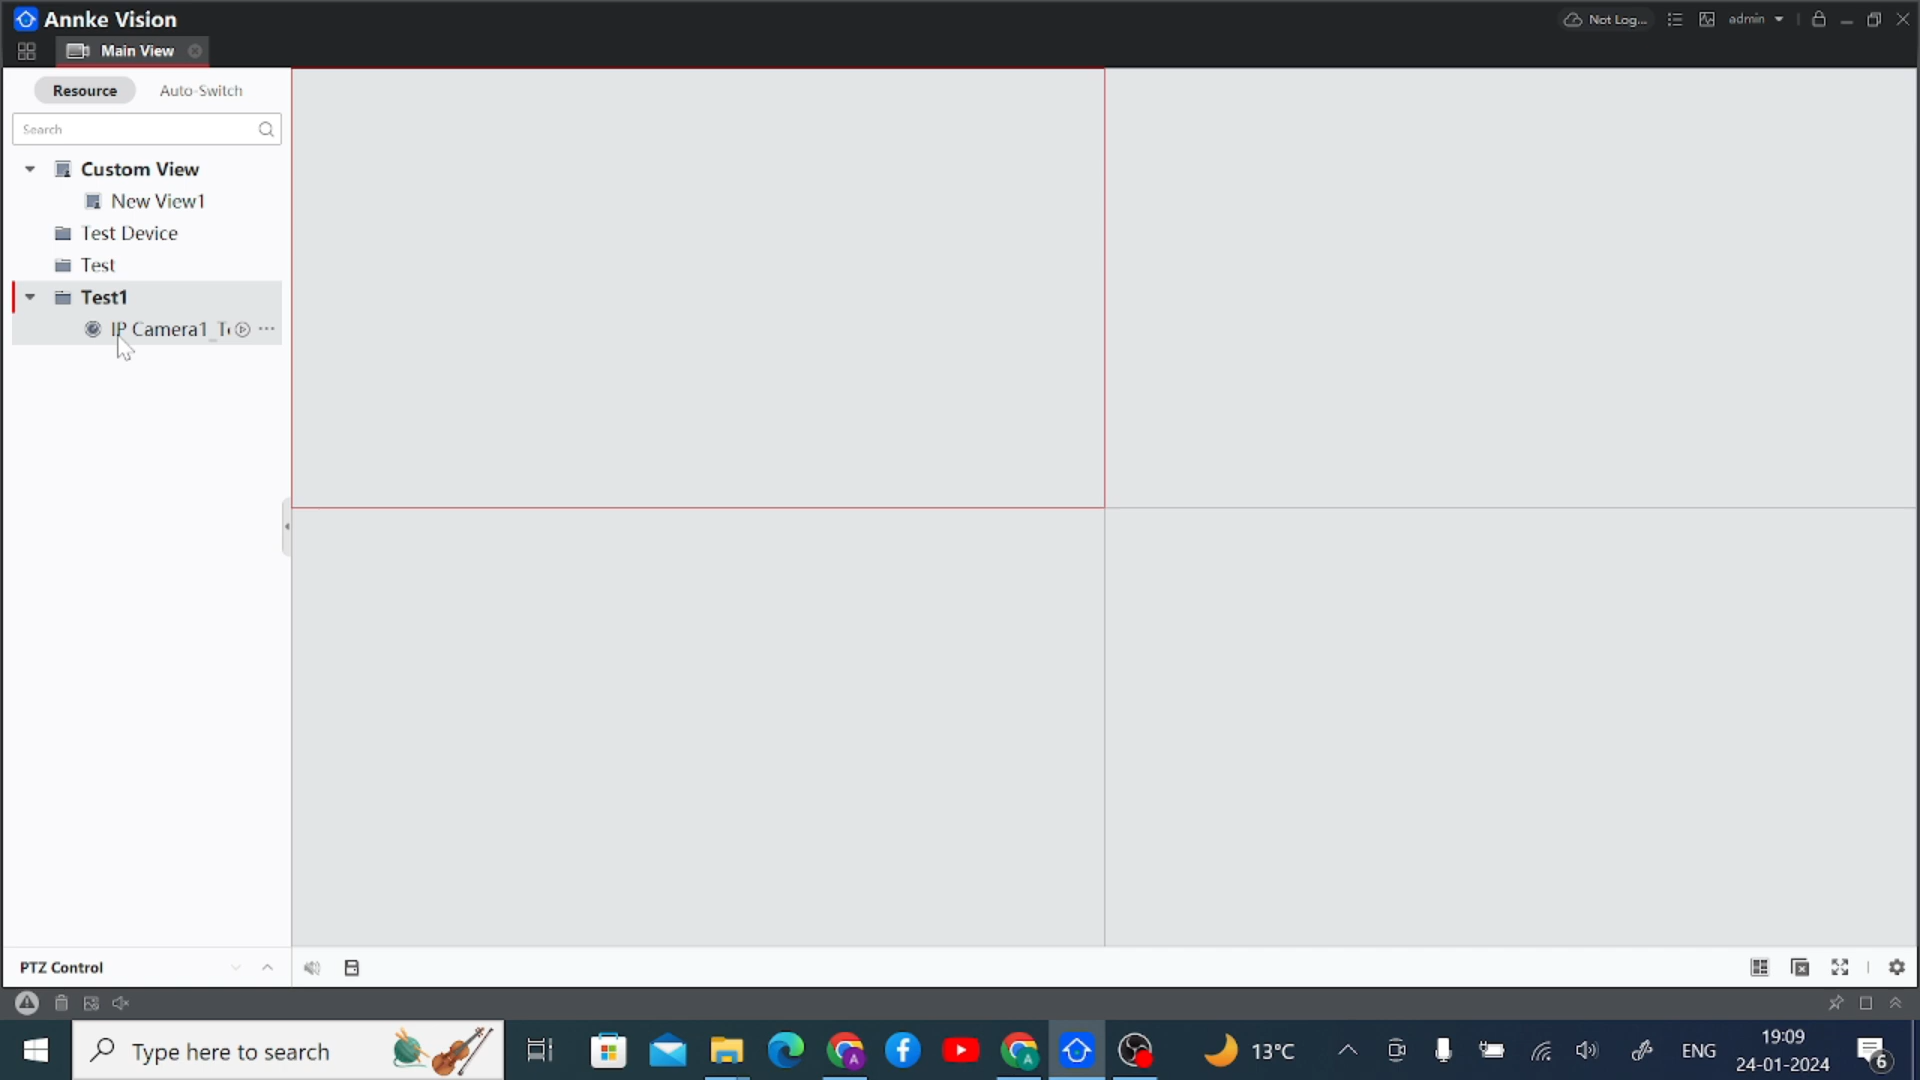 Annke Vision
Not Log...
admin
Main View
Resource
Auto-Switch
Search
Custom View
New View1
Test Device
Test
Test1
IP Camera1_
PTZ Control
Type here to search
A
A
13°C
ENG
19:09
24-01-2024
6